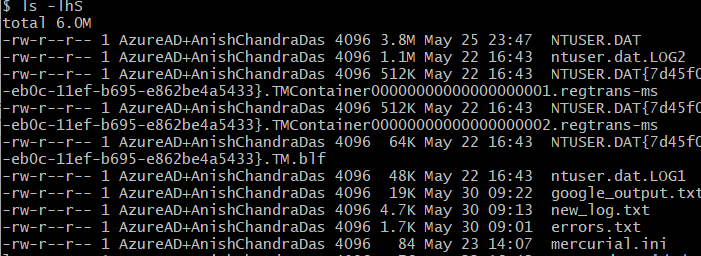 $ ls -lhS
total 6.0M
-rw-r--r-- 1 AzureAD+AnishChandraDas 4096 3.8M May 25 23:47 NTUSER.DAT
-rw-r--r-- 1 AzureAD+AnishChandraDas 4096 1.1M May 22 16:43 ntuser.dat.LOG2
-rw-r--r-- 1 AzureAD+AnishChandraDas 4096 512K May 22 16:43 NTUSER.DAT{7d45f0
-eb0c-11ef-b695-e862be4a5433}.TMContainer00000000000000000001.regtrans-ms
-rw-r--r-- 1 AzureAD+AnishChandraDas 4096 512K May 22 16:43 NTUSER.DAT{7d45f0
-eb0c-11ef-b695-e862be4a5433}.TMContainer00000000000000000002.regtrans-ms
-rw-r--r-- 1 AzureAD+AnishChandraDas 4096 64K May 22 16:43 NTUSER.DAT{7d45f0
-eb0c-11ef-b695-e862be4a5433}.TM.blf
-rw-r--r-- 1 AzureAD+AnishChandraDas 4096 48K May 22 16:43 ntuser.dat.LOG1
-rw-r--r-- 1 AzureAD+AnishChandraDas 4096 19K May 30 09:22 google_output.txt
-rw-r--r-- 1 AzureAD+AnishChandraDas 4096 4.7K May 30 09:13 new_log.txt
-rw-r--r-- 1 AzureAD+AnishChandraDas 4096 1.7K May 30 09:01 errors.txt
-rw-r--r-- 1 AzureAD+AnishChandraDas 4096 84 May 23 14:07 mercurial.ini